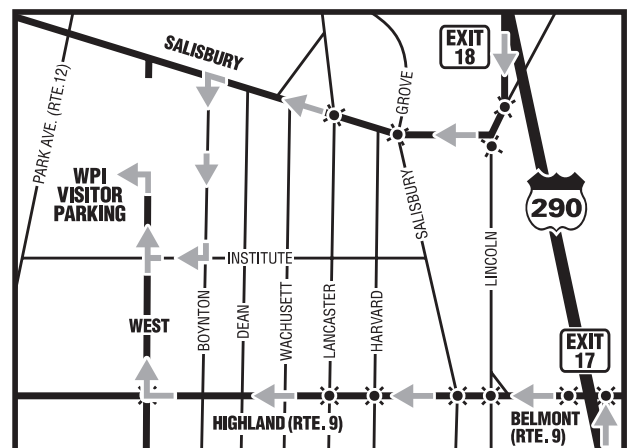 SALISBURY
EXIT
18
PARK AVE. (RTE.12)
GROVE
WPI
VISITOR
PARKING
290
SALISBURY
LINCOLN
INSTITUTE
BOYNTON
DEAN
WACHUSETT
LANCASTER
HARVARD
WEST
EXIT
17
HIGHLAND (RTE. 9)
BELMONT
(RTE. 9)